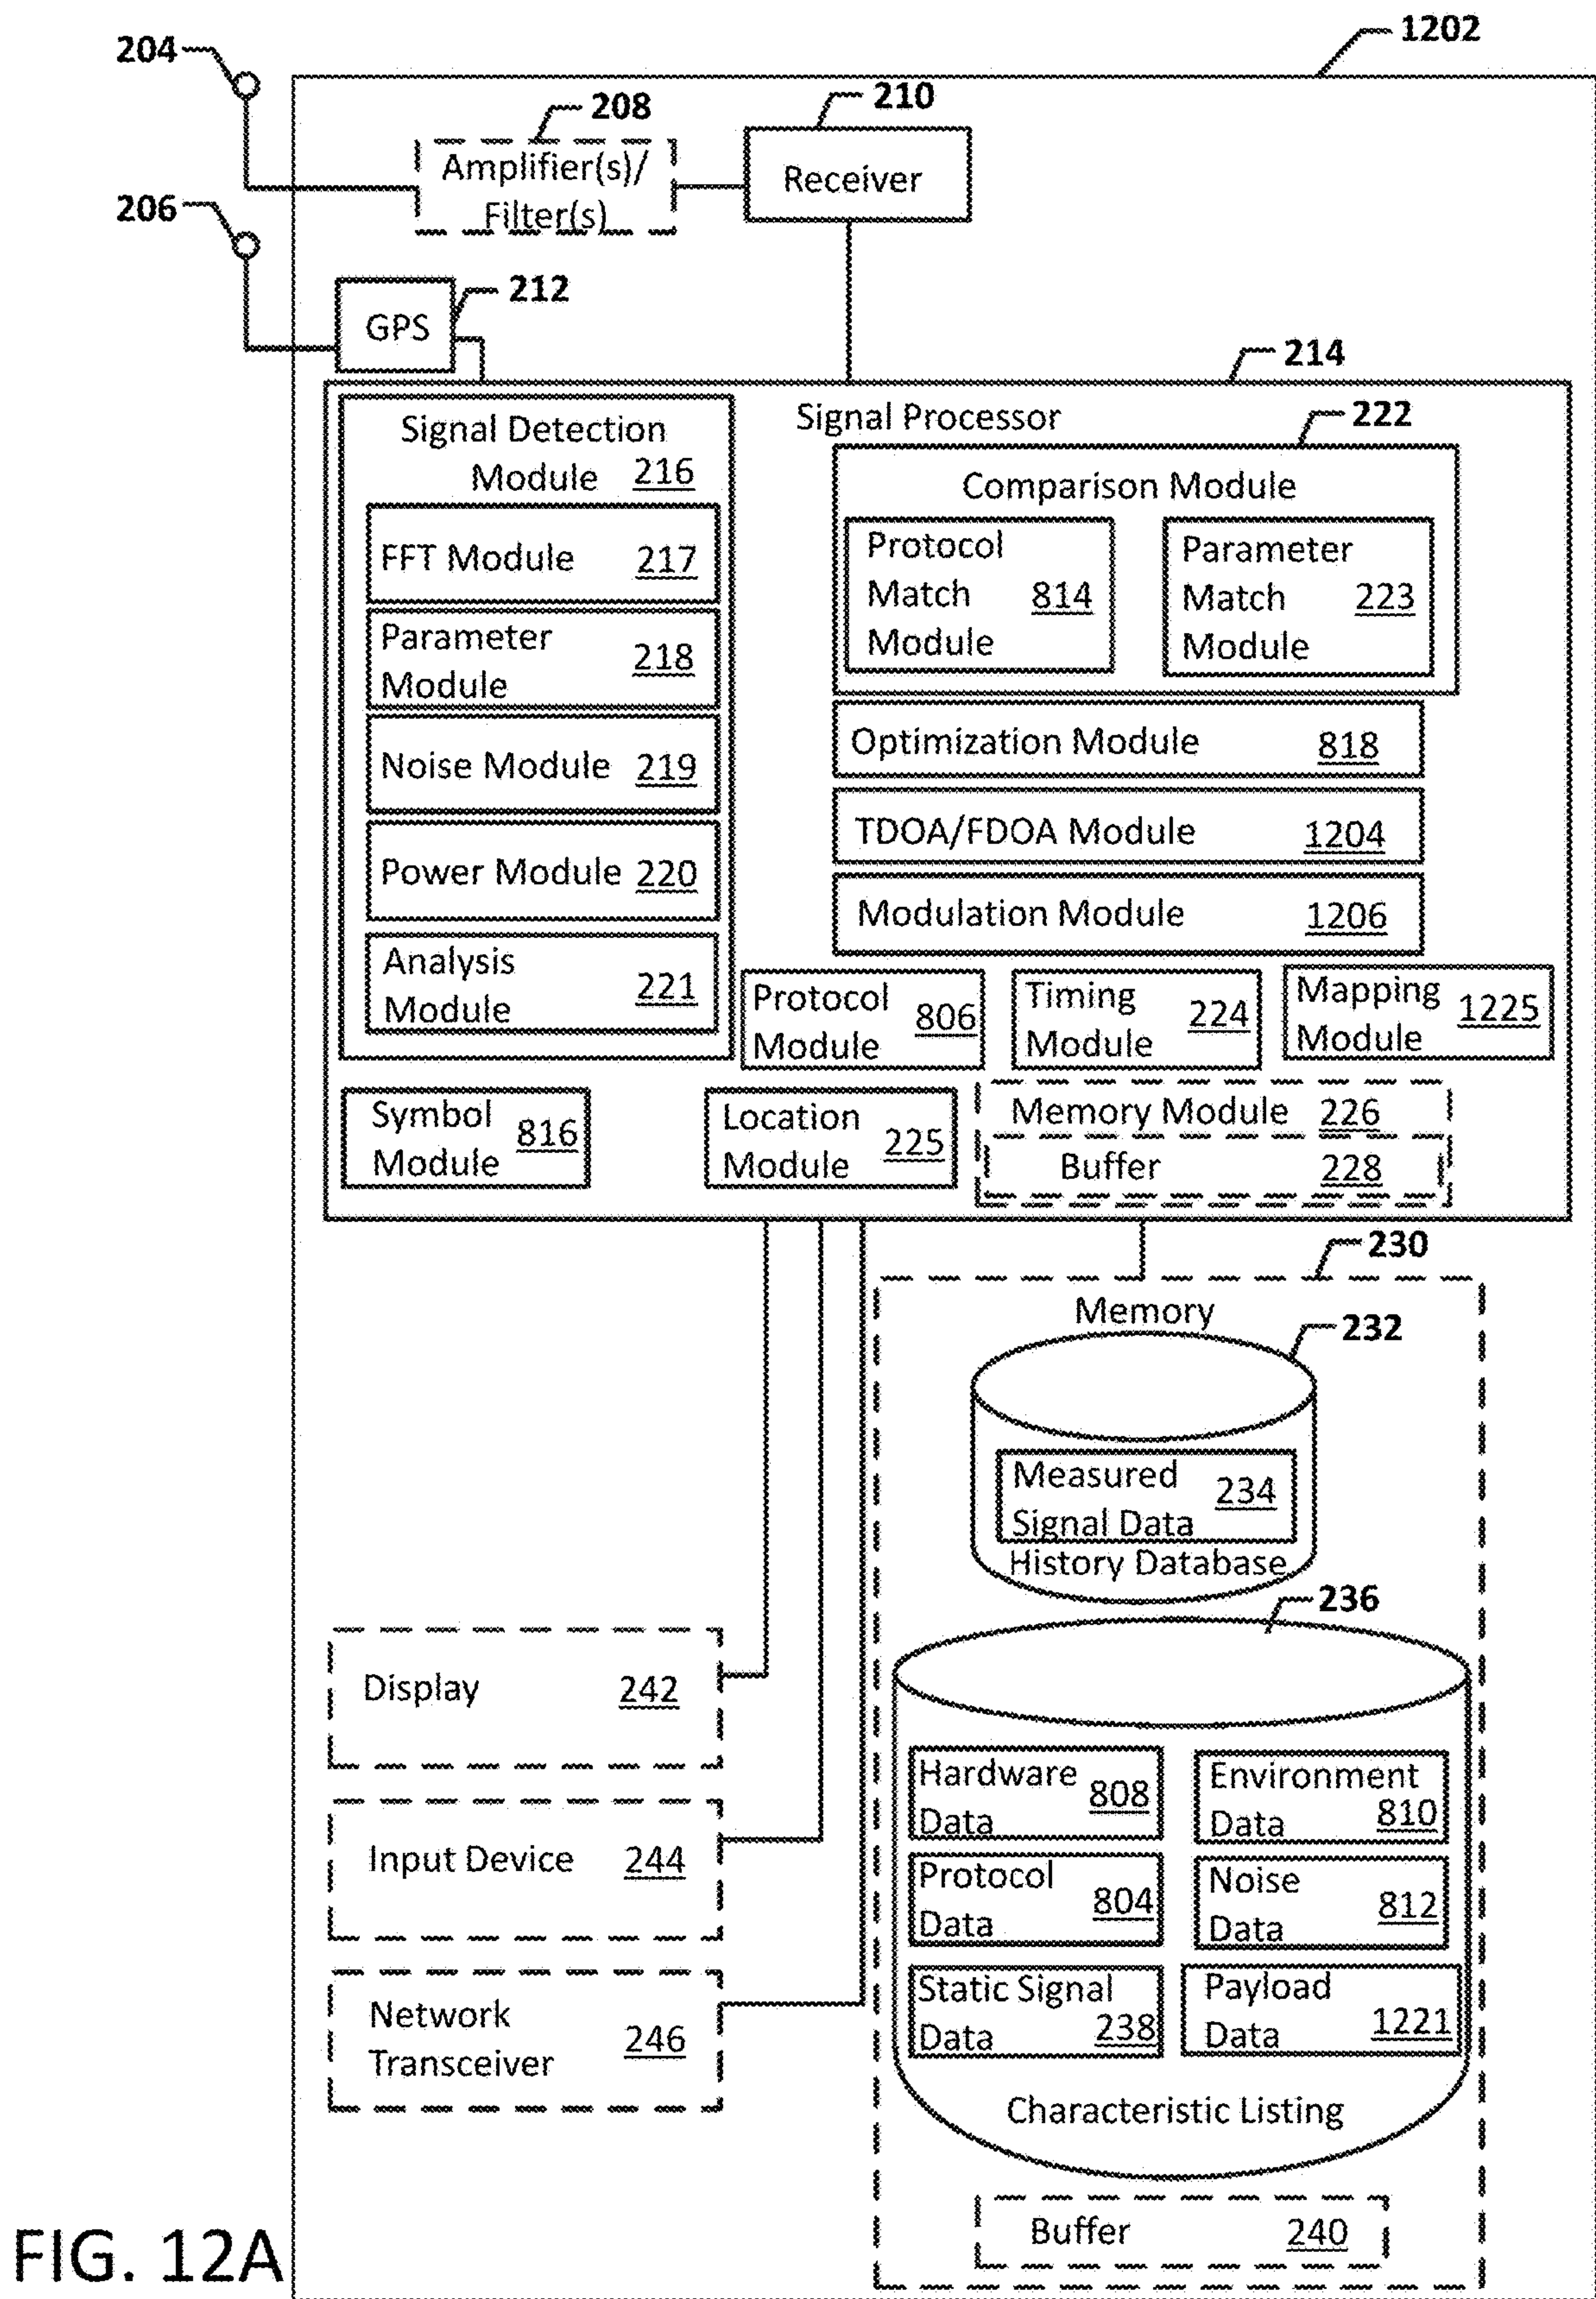 204
1202
208
210
Amplifier(s)/
Filter(s)
Receiver
206
212
GPS
214
Signal Processor
Signal Detection
Module 216
FFT Module 217
Parameter
Module 218
Noise Module 219
Power Module 220
Analysis
Module 221
222
Comparison Module
Protocol
Match 814
Module
Parameter
Match 223
Module
Optimization Module 818
TDOA/FDOA Module 1204
Modulation Module 1206
Protocol
Module 806
Timing
Module 224
Mapping
Module 1225
Symbol
Module 816
Location
Module 225
Memory Module 226
Buffer 228
230
Memory
232
Measured
Signal Data 234
History Database
236
Display 242
Input Device 244
Network
Transceiver 246
Hardware
Data 808
Environment
Data 810
Protocol
Data 804
Noise
Data 812
Static Signal
Data 238
Payload
Data 1221
Characteristic Listing
Buffer 240
FIG. 12A